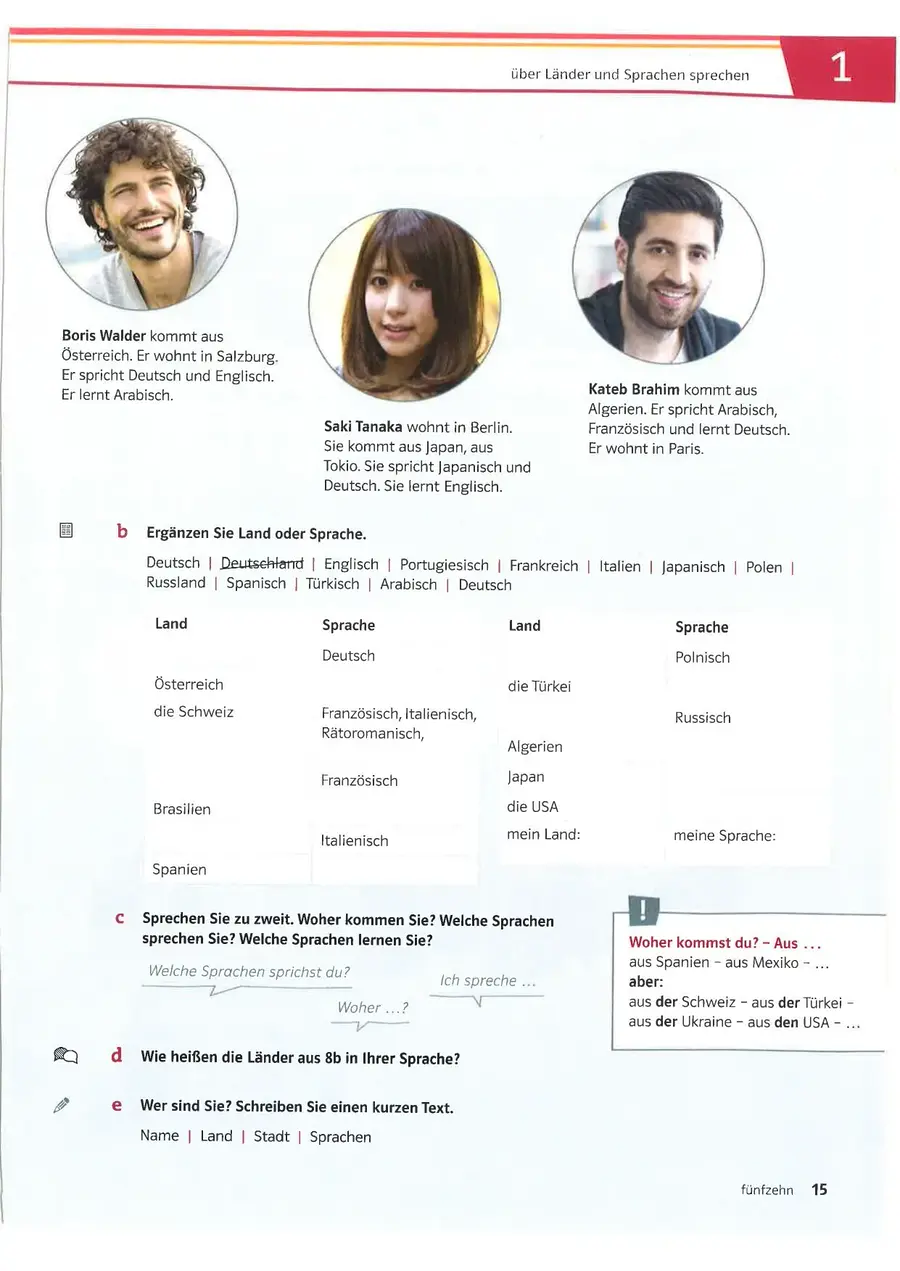 über Länder und Sprachen sprechen
1
Boris Walder kommt aus
Österreich. Er wohnt in Salzburg.
Er spricht Deutsch und Englisch.
Er lernt Arabisch.
Saki Tanaka wohnt in Berlin.
Sie kommt aus Japan, aus
Tokio. Sie spricht Japanisch und
Deutsch. Sie lernt Englisch.
Kateb Brahim kommt aus
Algerien. Er spricht Arabisch,
Französisch und lernt Deutsch.
Er wohnt in Paris.
b Ergänzen Sie Land oder Sprache.
Deutsch | Deutschland | Englisch | Portugiesisch | Frankreich | Italien | Japanisch | Polen |
Russland | Spanisch | Türkisch | Arabisch | Deutsch
Land Sprache
Deutsch
Österreich
die Schweiz Französisch, Italienisch,
Rätoromanisch,
Französisch
Brasilien
Italienisch
Spanien
Land Sprache
Polnisch
die Türkei
Russisch
Algerien
Japan
die USA
mein Land: meine Sprache:
c Sprechen Sie zu zweit. Woher kommen Sie? Welche Sprachen
sprechen Sie? Welche Sprachen lernen Sie?
Welche Sprachen sprichst du?
Ich spreche ...
Woher ...?
!
Woher kommst du? – Aus ...
aus Spanien – aus Mexiko – ...
aber:
aus der Schweiz – aus der Türkei –
aus der Ukraine – aus den USA – ...
d Wie heißen die Länder aus 8b in Ihrer Sprache?
e Wer sind Sie? Schreiben Sie einen kurzen Text.
Name | Land | Stadt | Sprachen
fünfzehn 15